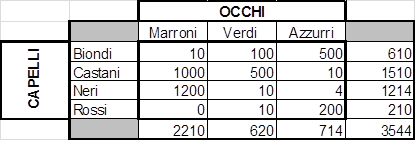 OCCHI
Marroni Verdi Azzurri
CAPELLI
Biondi 10 100 500 610
Castani 1000 500 10 1510
Neri 1200 10 4 1214
Rossi 0 10 200 210
2210 620 714 3544